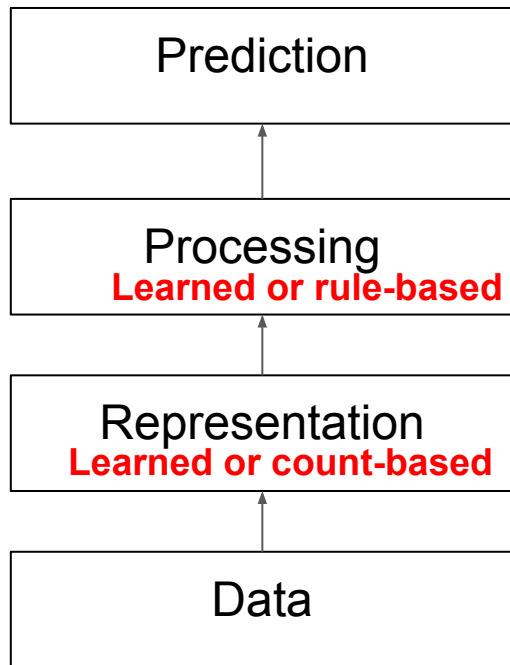 Prediction
Processing
Learned or rule-based
Representation
Learned or count-based
Data